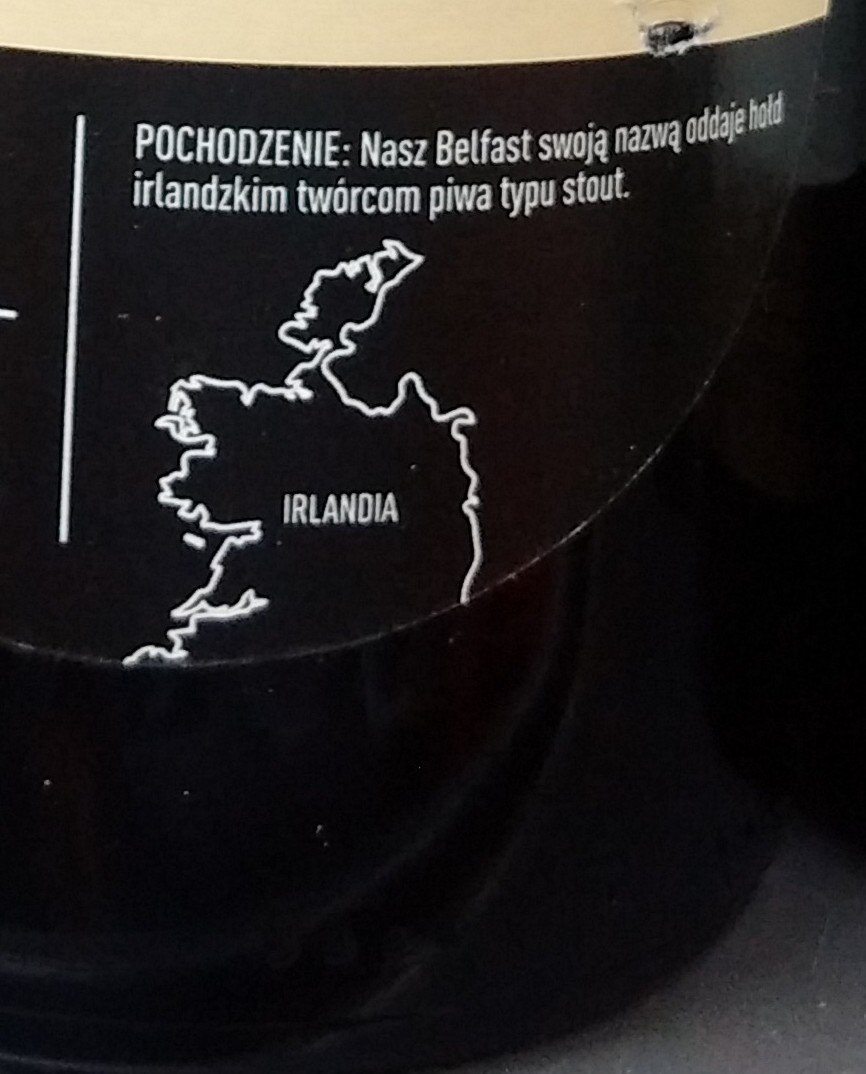 POCHODZENIE: Nasz Belfast swoją nazwą oddaje hołd
irlandzkim twórcom piwa typu stout.
IRLANDIA